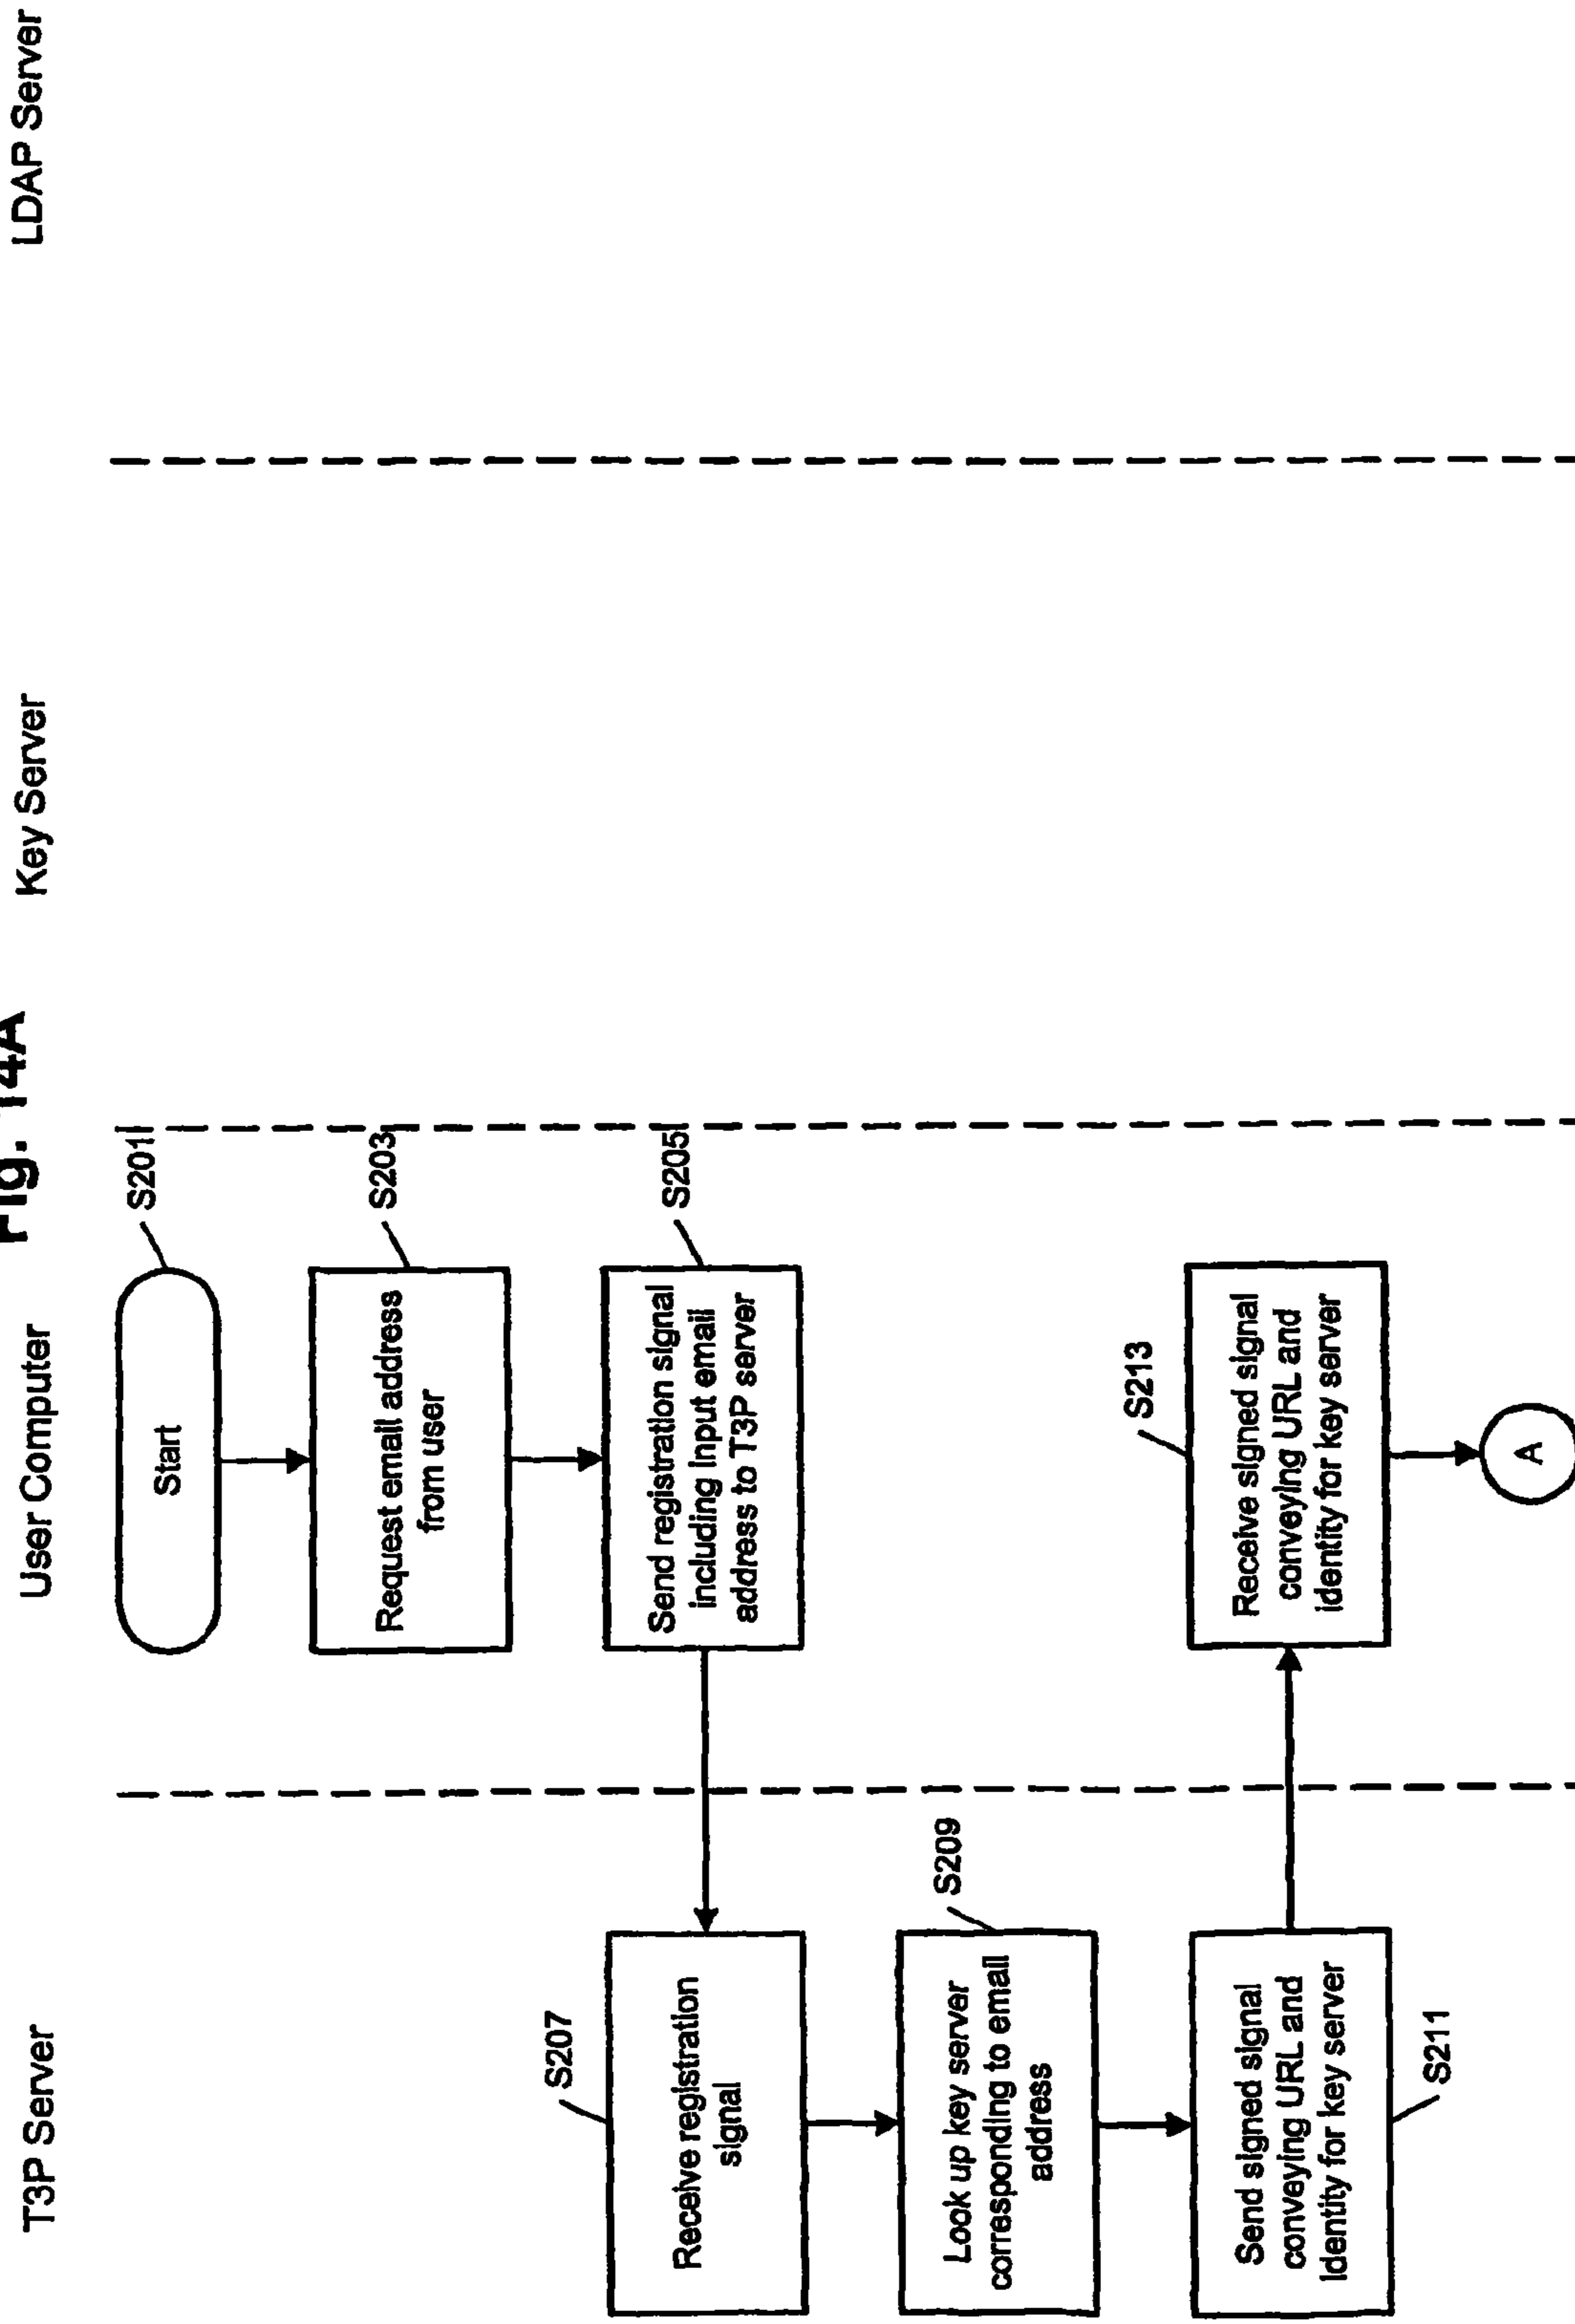 Fig. 14A
T3P Server
User Computer
Key Server
LDAP Server
Start
S201
Request email address
from user
S203
Send registration signal
including input email
address to T3P server
S205
Receive registration
signal
S207
Look up key server
corresponding to email
address
S209
Send signed signal
conveying URL and
identity for key server
S211
Receive signed signal
conveying URL and
identity for key server
S213
A